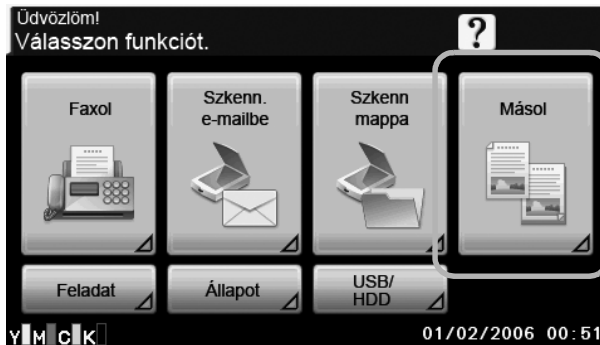 Üdvözlöm!
Válasszon funkciót.
?
Faxol
Szkenn.
e-mailbe
Szkenn
mappa
Másol
Feladat
Állapot
USB/
HDD
Y M C K
01/02/2006 00:51